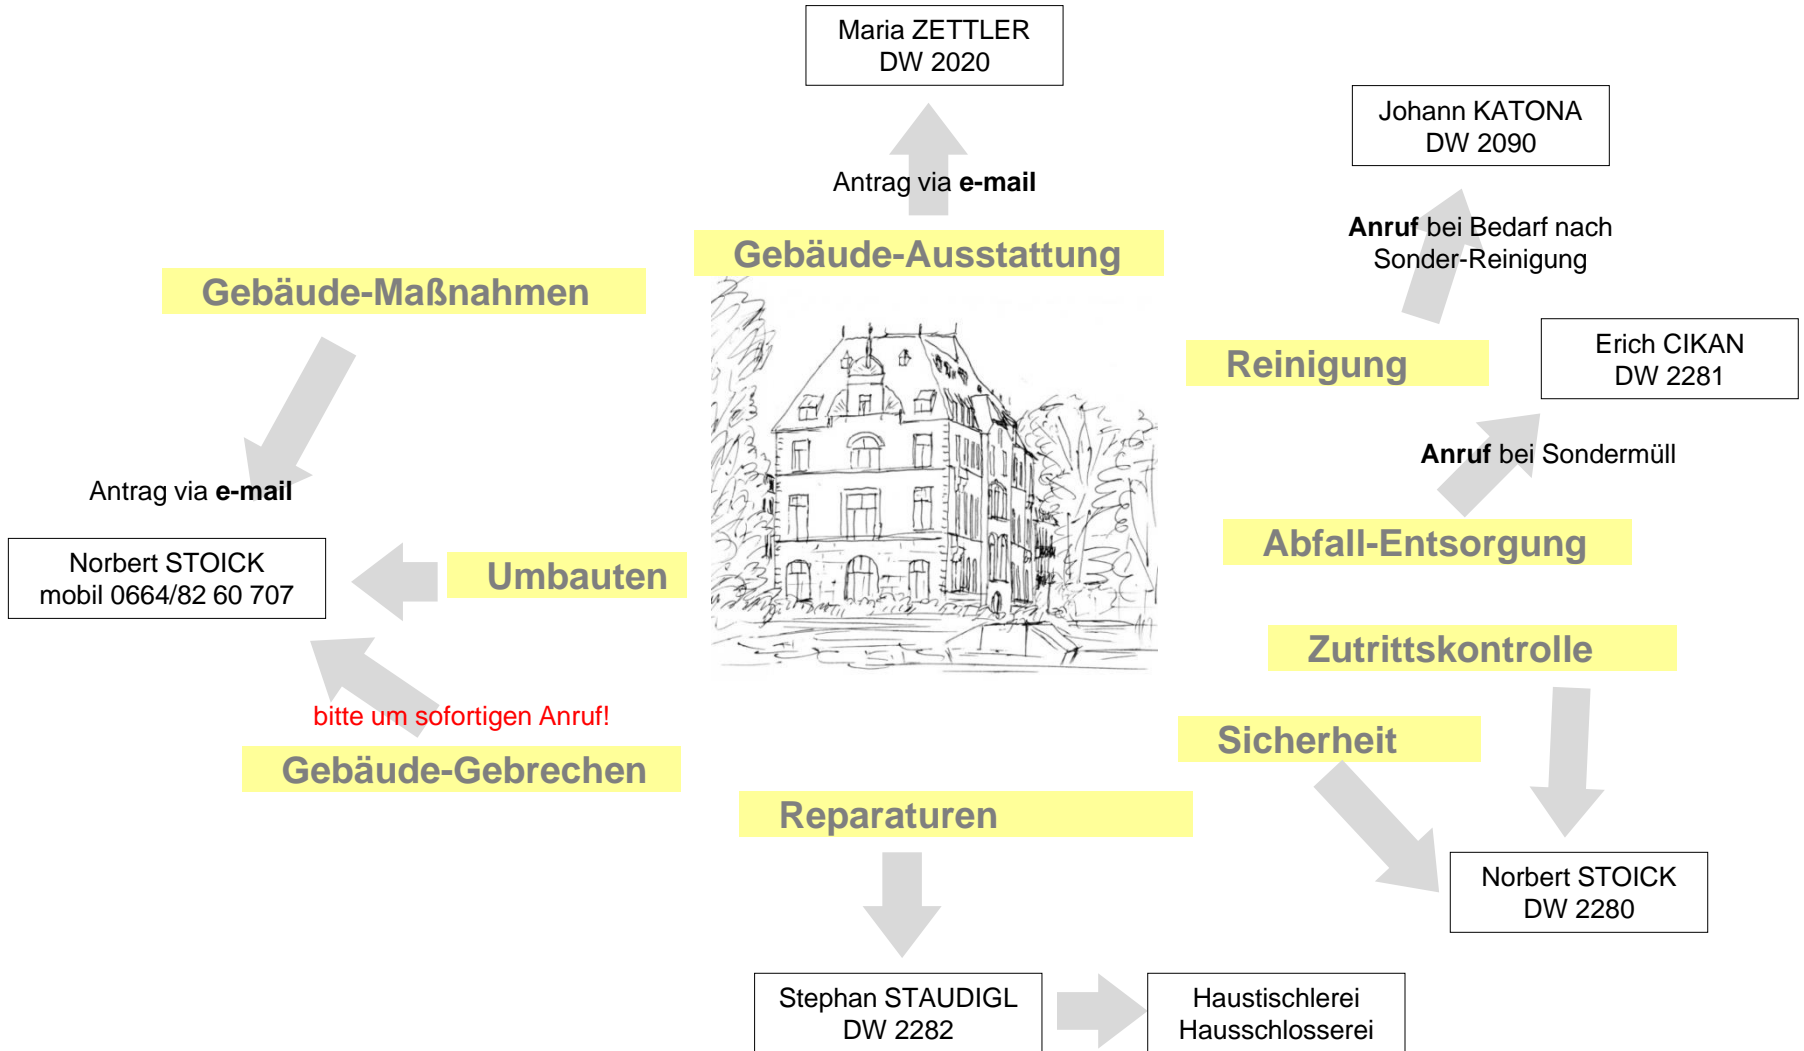 Maria ZETTLER
DW 2020
Johann KATONA
DW 2090
Antrag via e-mail
Anruf bei Bedarf nach
Sonder-Reinigung
Gebäude-Ausstattung
Gebäude-Maßnahmen
Reinigung
Erich CIKAN
DW 2281
Anruf bei Sondermüll
Antrag via e-mail
Abfall-Entsorgung
Norbert STOICK
mobil 0664/82 60 707
Umbauten
Zutrittskontrolle
bitte um sofortigen Anruf!
Sicherheit
Gebäude-Gebrechen
Reparaturen
Norbert STOICK
DW 2280
Stephan STAUDIGL
DW 2282
Haustischlerei
Hausschlosserei